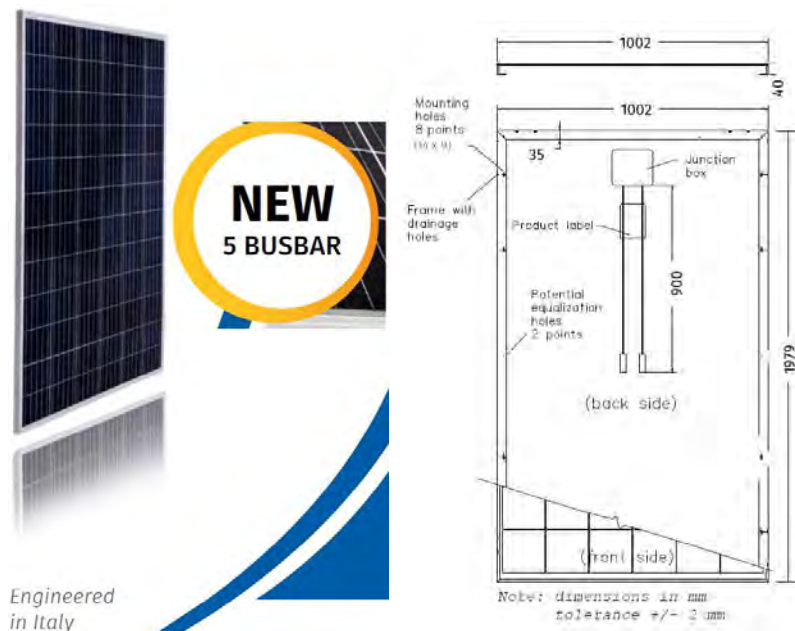 NEW
5 BUSBAR
Engineered
in Italy
1002
40
1002
Mounting
holes
8 points
35
Junction
box
Frame with
drainage
holes
Product label
900
Potential
equalization
holes
2 points
1979
(back side)
(front side)
Note: dimensions in mm
tolerance +/- 2 mm